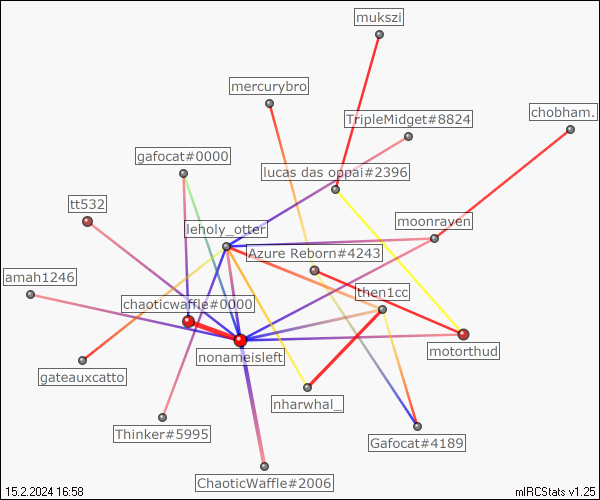 mukszi
mercurybro
TripleMidget#8824
chobham.
gafocat#0000
lucas das oppai#2396
tt532
leholy_otter
moonraven
Azure Reborn#4243
amah1246
then1cc
chaoticwaffle#0000
nonameisleft
motorthud
gateauxcatto
nharwhal_
Thinker#5995
Gafocat#4189
ChaoticWaffle#2006
15.2.2024 16:58
mIRCStats v1.25